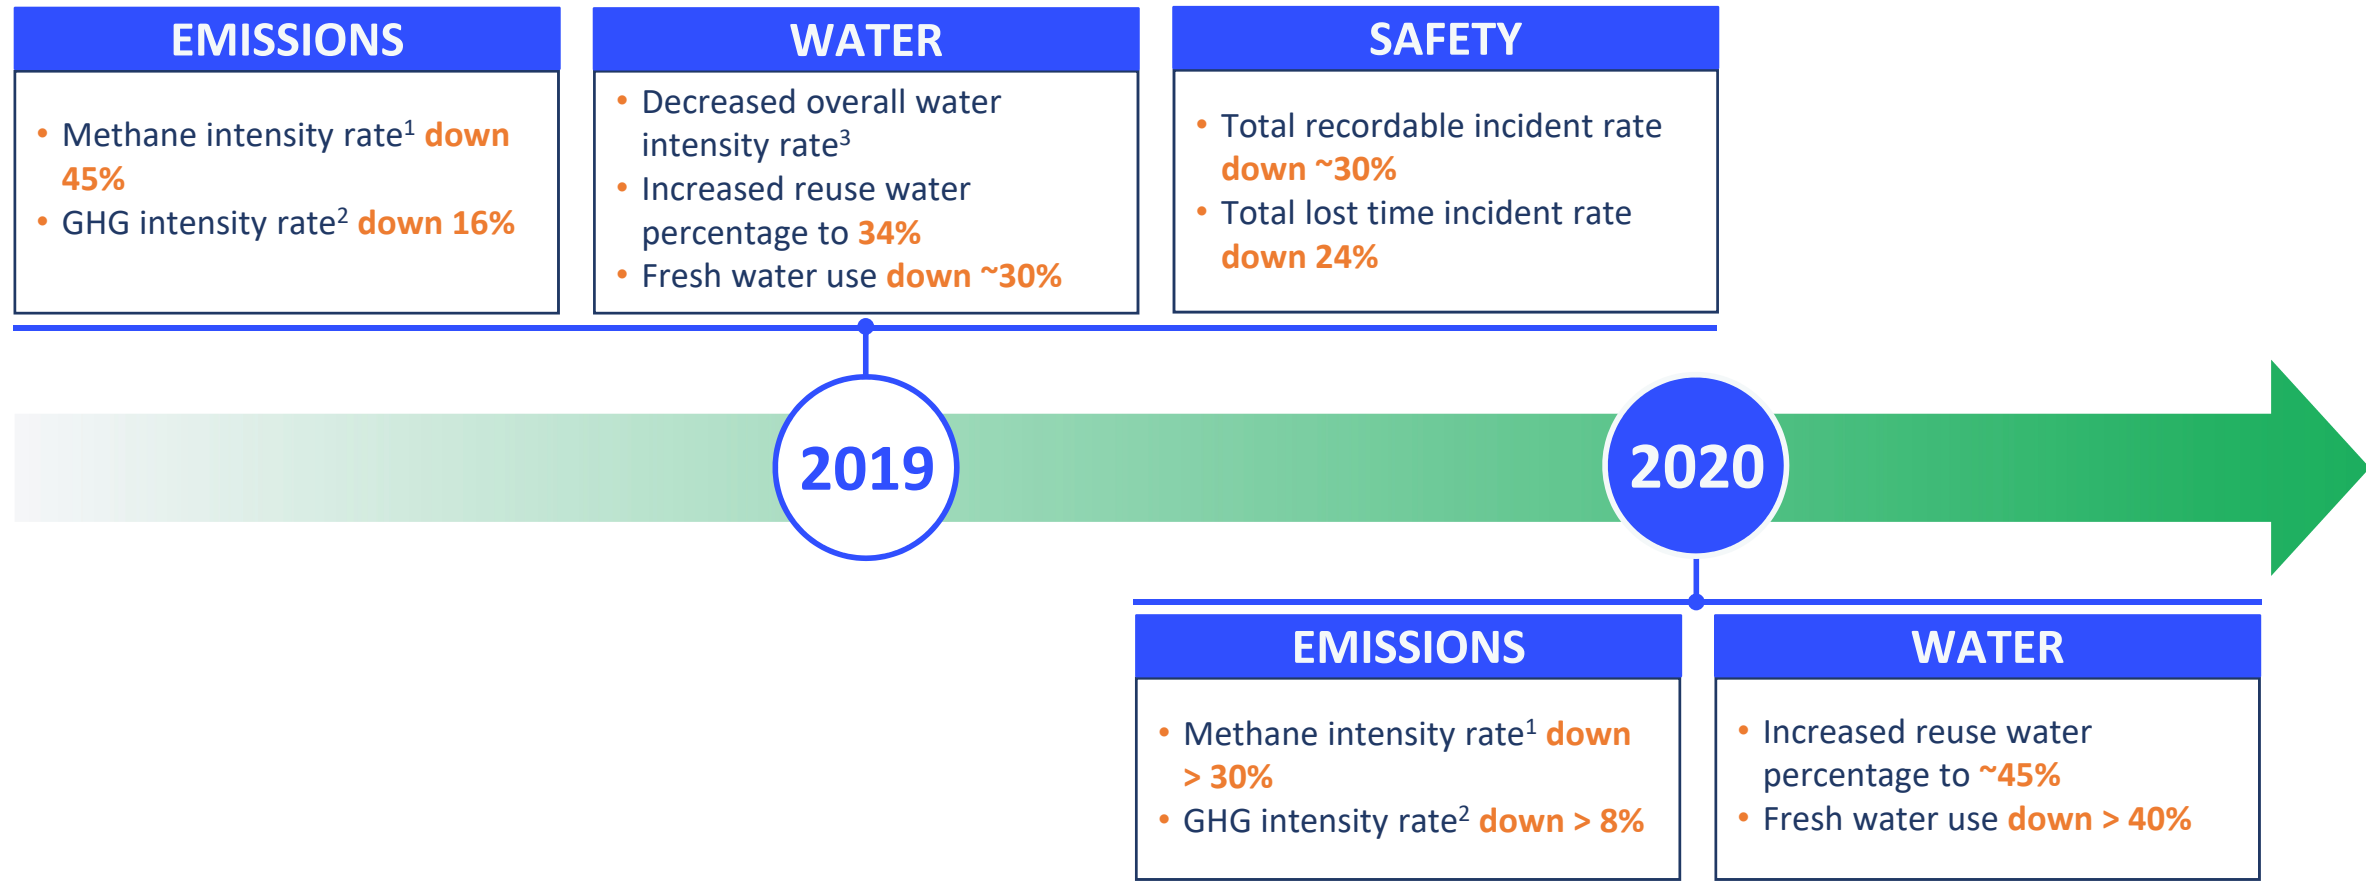 EMISSIONS
• Methane intensity rate¹ down
45%
• GHG intensity rate² down 16%
WATER
• Decreased overall water
intensity rate³
• Increased reuse water
percentage to 34%
• Fresh water use down ~30%
SAFETY
• Total recordable incident rate
down ~30%
• Total lost time incident rate
down 24%
2019
2020
EMISSIONS
• Methane intensity rate¹ down
> 30%
• GHG intensity rate² down > 8%
WATER
• Increased reuse water
percentage to ~45%
• Fresh water use down > 40%